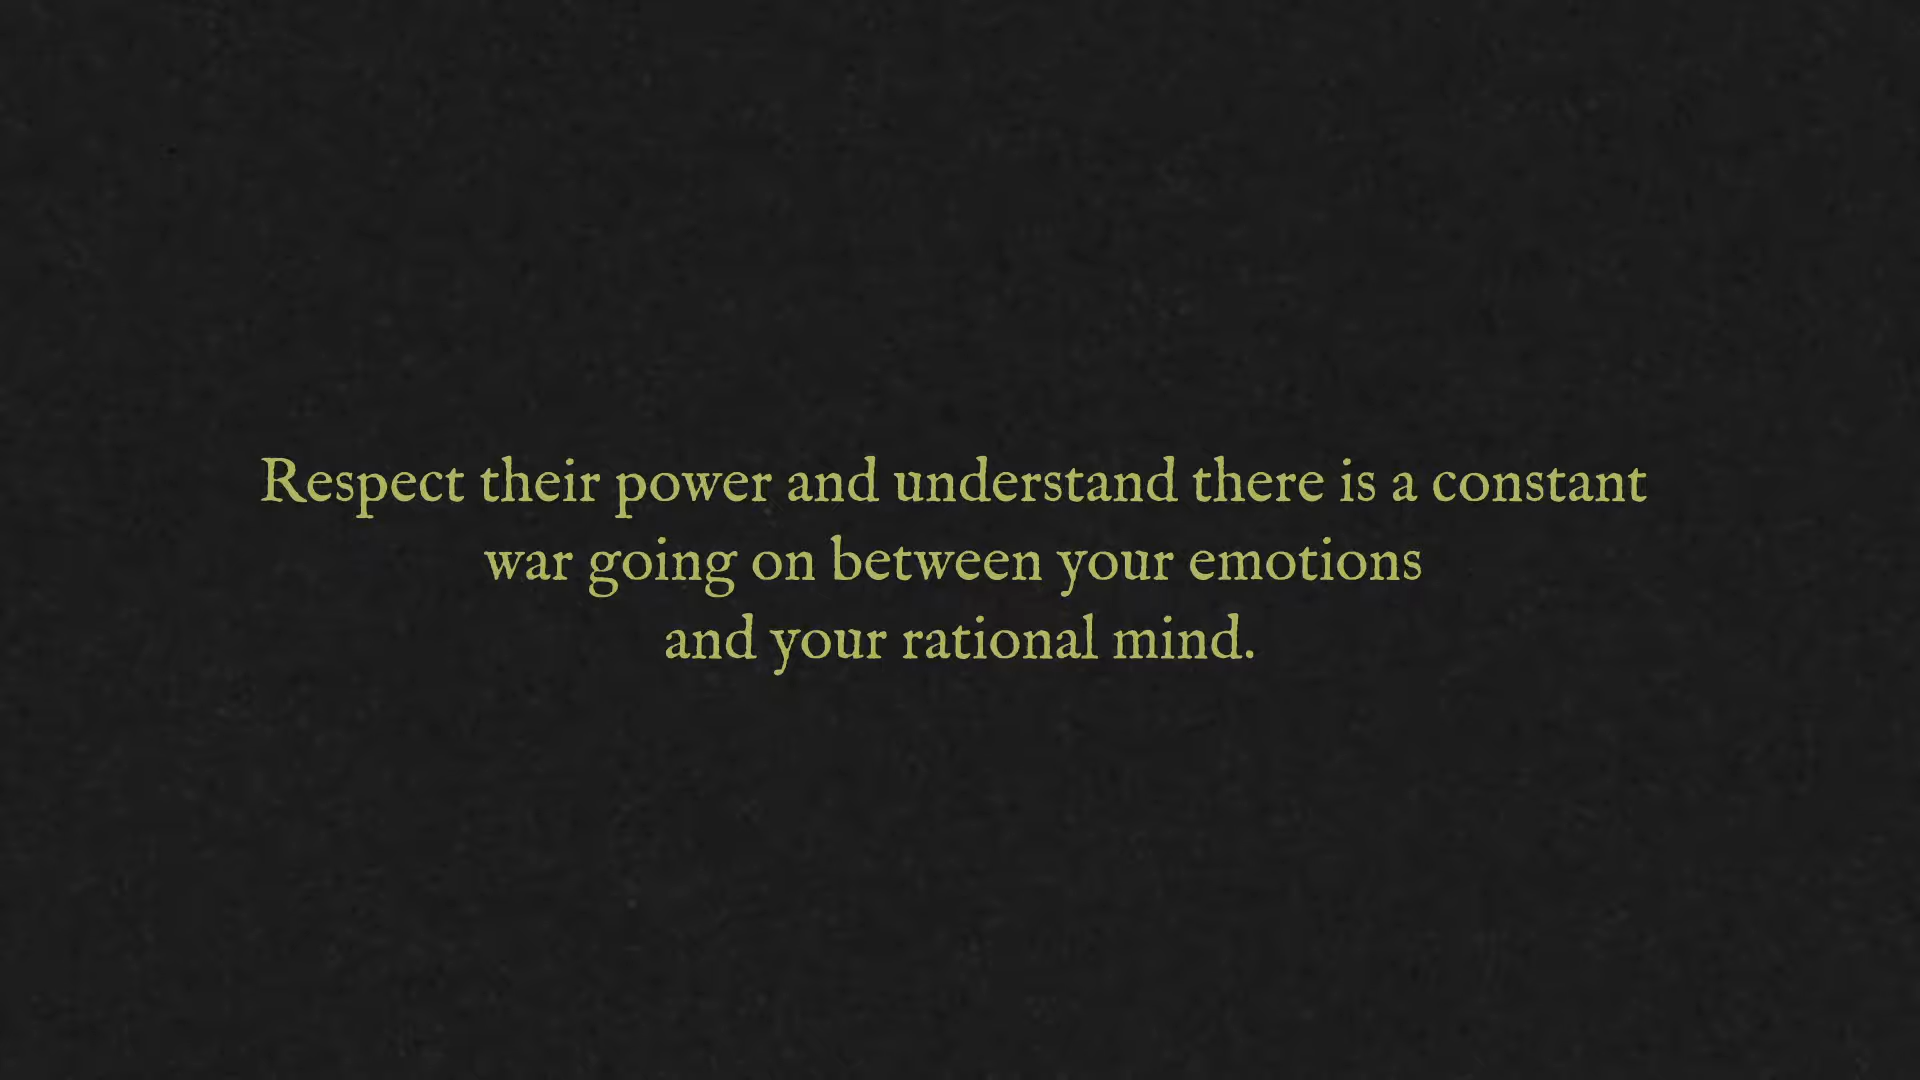 Respect their power and understand there is a constant
war going on between your emotions
and your rational mind.